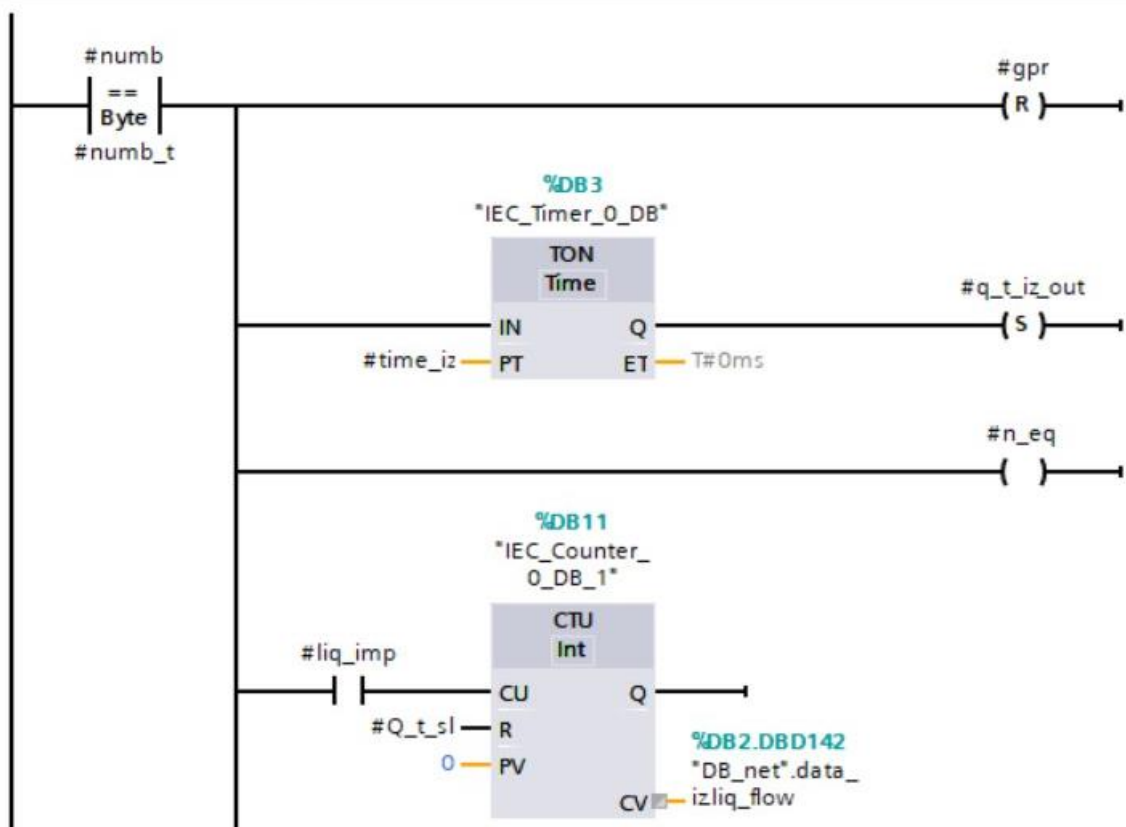 #numb
==
Byte
#numb_t
#gpr
R
%DB3
"IEC_Timer_0_DB"
TON
Time
IN
Q
#time_iz
PT
ET
T#0ms
#q_t_iz_out
S
#n_eq
%DB11
"IEC_Counter_
0_DB_1"
CTU
Int
#liq_imp
CU
Q
#Q_t_sl
R
0
PV
%DB2.DBD142
"DB_net".data_
iz.liq_flow
CV